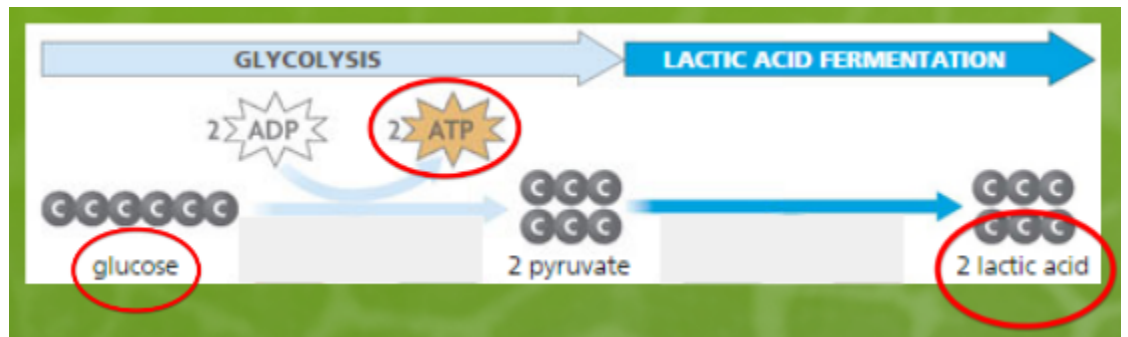 GLYCOLYSIS LACTIC ACID FERMENTATION
2 ADP 2 ATP
C C C C C C C C C C C C
C C C C C C
glucose 2 pyruvate 2 lactic acid